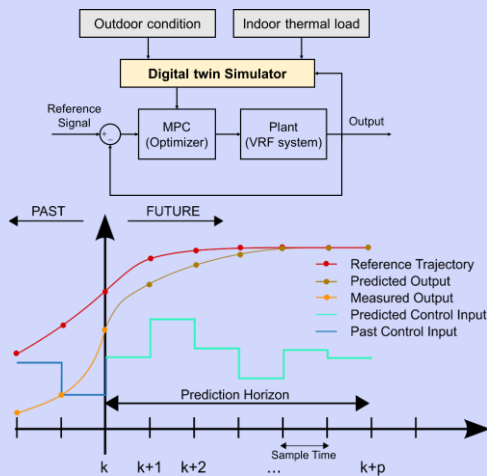 Outdoor condition
Indoor thermal load
Digital twin Simulator
Reference
Signal
+
−
MPC
(Optimizer)
Plant
(VRF system)
Output
PAST
FUTURE
Reference Trajectory
Predicted Output
Measured Output
Predicted Control Input
Past Control Input
Prediction Horizon
Sample Time
k
k+1
k+2
...
k+p